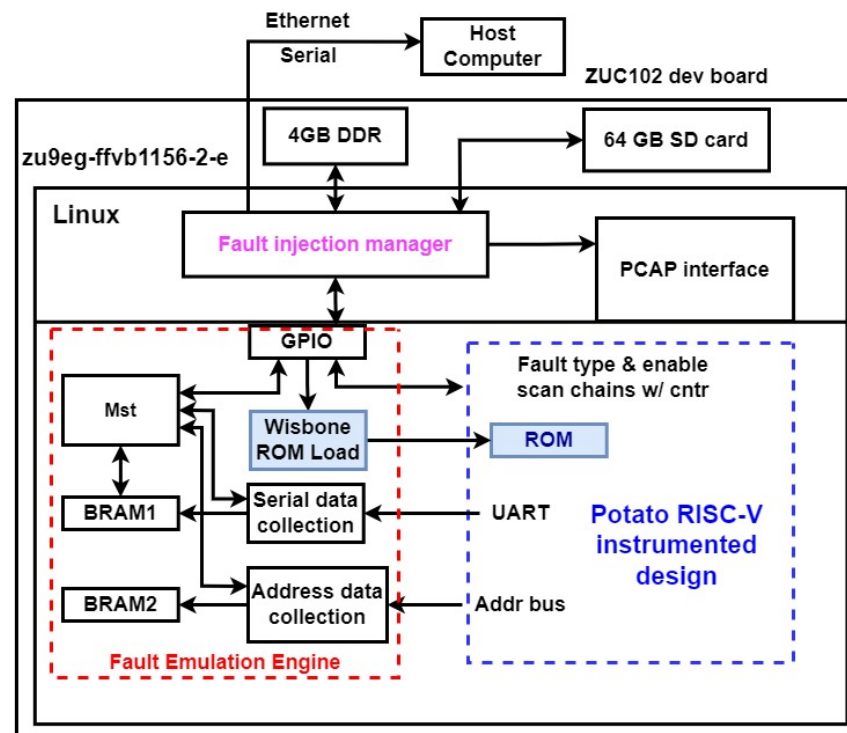 Ethernet
Serial
Host
Computer
ZUC102 dev board
4GB DDR
64 GB SD card
zu9eg-ffvb1156-2-e
Linux
Fault injection manager
PCAP interface
GPIO
Fault type & enable
scan chains w/ cntr
Mst
Wisbone
ROM Load
ROM
Serial data
collection
BRAM1
UART
Potato RISC-V
instrumented
design
Address data
collection
BRAM2
Addr bus
Fault Emulation Engine